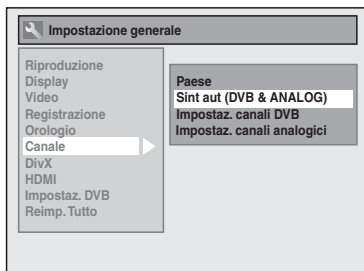 Impostazione generale
Riproduzione
Display
Video
Registrazione
Orologio
Canale
DivX
HDMI
Impostaz. DVB
Reimp. Tutto
Paese
Sint aut (DVB & ANALOG)
Impostaz. canali DVB
Impostaz. canali analogici